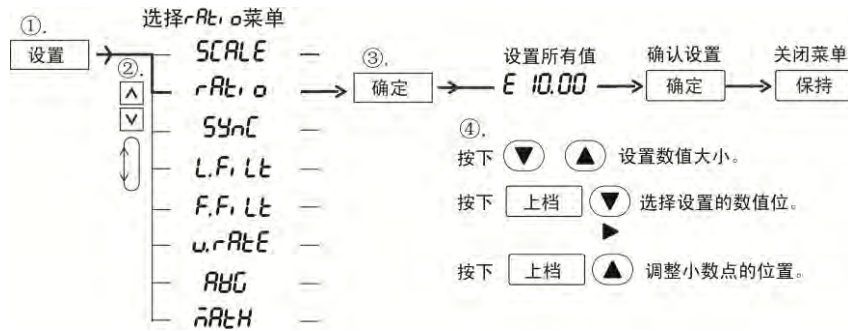 选择rAtio菜单
①.
设置
②.
SCALE
rAtio
SYnC
L.FiLt
F.FiLt
u.rAtE
AVG
MAtH
③.
确定
设置所有值
E 10.00
确认设置
确定
关闭菜单
保持
④.
按下 ▼ ▲ 设置数值大小。
按下 上档 ▼ 选择设置的数值位。
▶
按下 上档 ▲ 调整小数点的位置。